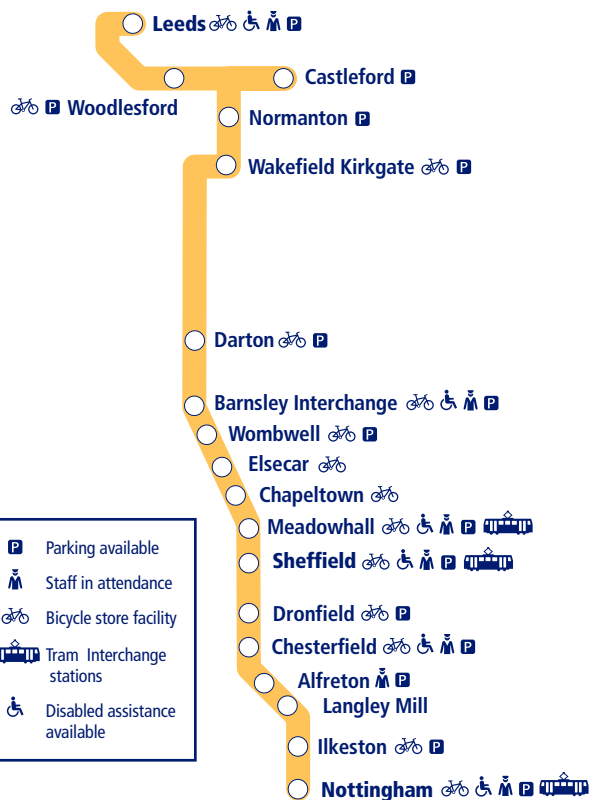 Leeds
Castleford P
P Woodlesford
Normanton P
Wakefield Kirkgate P
Darton P
Barnsley Interchange P
Wombwell P
Elsecar
Chapeltown
Meadowhall P
Sheffield P
Dronfield P
Chesterfield P
Alfreton P
Langley Mill
Ilkeston P
Nottingham P
P Parking available
Staff in attendance
Bicycle store facility
Tram Interchange
stations
Disabled assistance
available